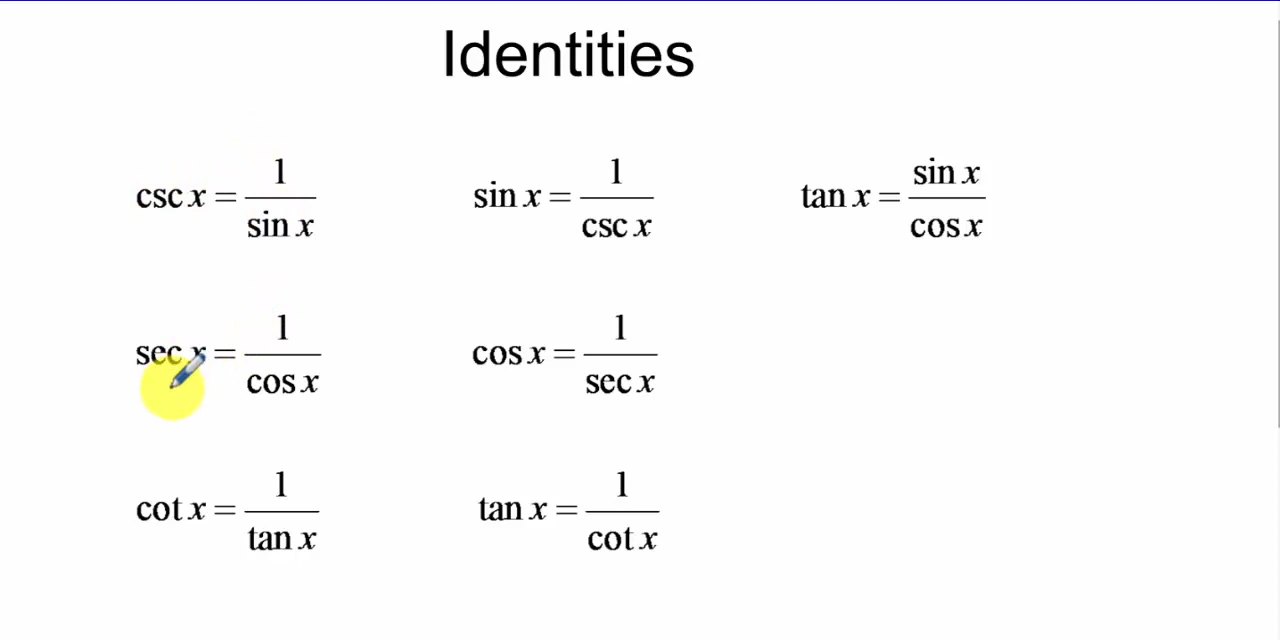 Identities
csc x = 1/sin x    sin x = 1/csc x    tan x = sin x/cos x
sec x = 1/cos x    cos x = 1/sec x
cot x = 1/tan x    tan x = 1/cot x